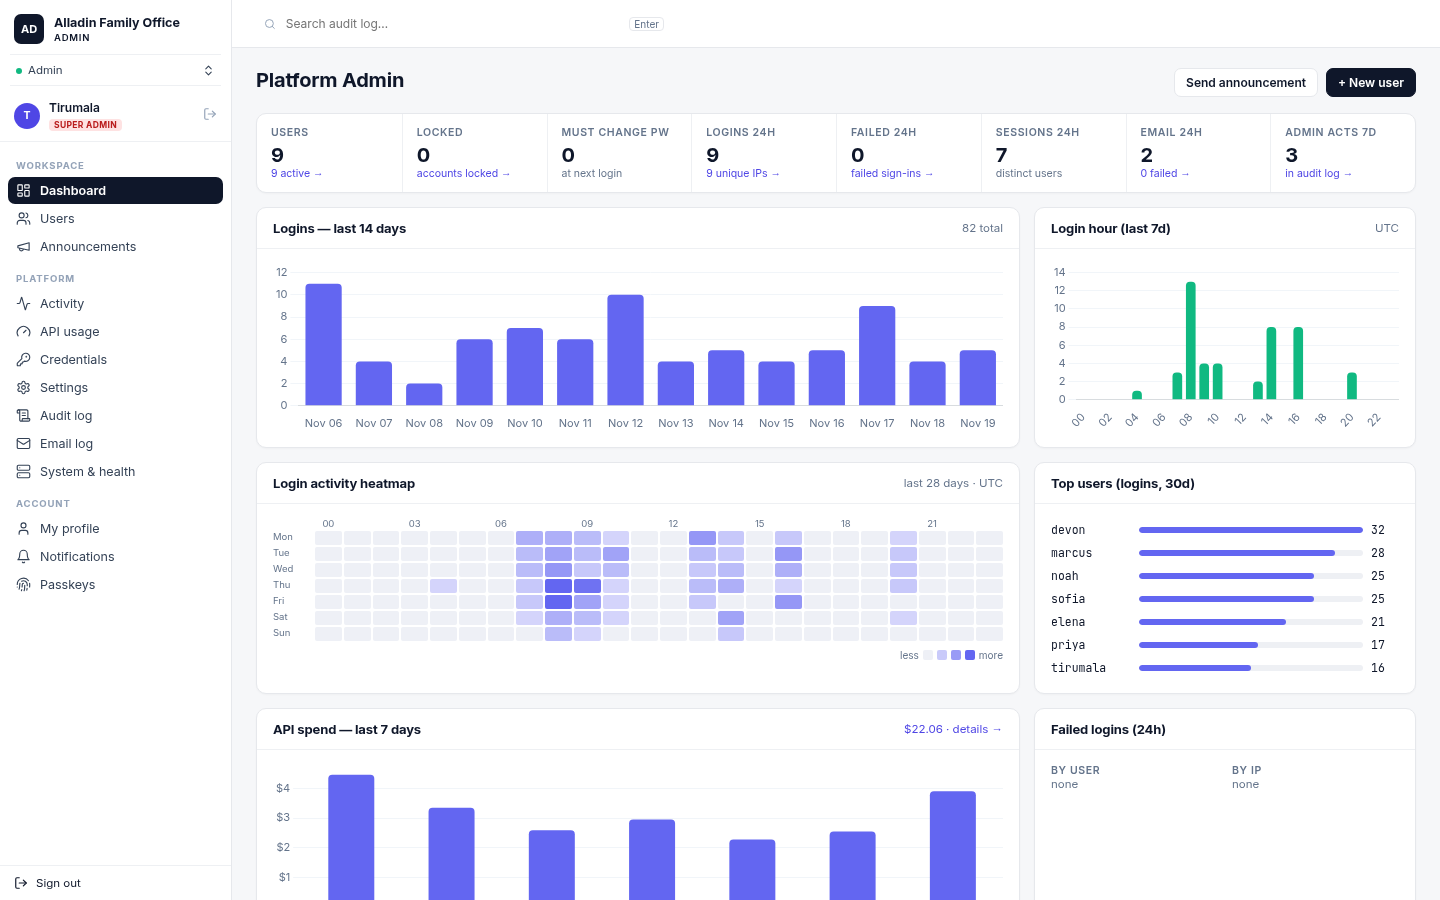 AD
Alladin Family Office
ADMIN
Admin
T
Tirumala
SUPER ADMIN
WORKSPACE
Dashboard
Users
Announcements
PLATFORM
Activity
API usage
Credentials
Settings
Audit log
Email log
System & health
ACCOUNT
My profile
Notifications
Passkeys
Sign out
Search audit log...
Enter
Platform Admin
Send announcement
+ New user
USERS
9
9 active →
LOCKED
0
accounts locked →
MUST CHANGE PW
0
at next login
LOGINS 24H
9
9 unique IPs →
FAILED 24H
0
failed sign-ins →
SESSIONS 24H
7
distinct users
EMAIL 24H
2
0 failed →
ADMIN ACTS 7D
3
in audit log →
Logins — last 14 days
82 total
12
10
8
6
4
2
0
Nov 06 Nov 07 Nov 08 Nov 09 Nov 10 Nov 11 Nov 12 Nov 13 Nov 14 Nov 15 Nov 16 Nov 17 Nov 18 Nov 19
Login hour (last 7d)
UTC
14
12
10
8
6
4
2
0
00 02 04 06 08 10 12 14 16 18 20 22
Login activity heatmap
last 28 days · UTC
00 03 06 09 12 15 18 21
Mon
Tue
Wed
Thu
Fri
Sat
Sun
less more
Top users (logins, 30d)
devon 32
marcus 28
noah 25
sofia 25
elena 21
priya 17
tirumala 16
API spend — last 7 days
$22.06 · details →
$4
$3
$2
$1
Failed logins (24h)
BY USER
none
BY IP
none